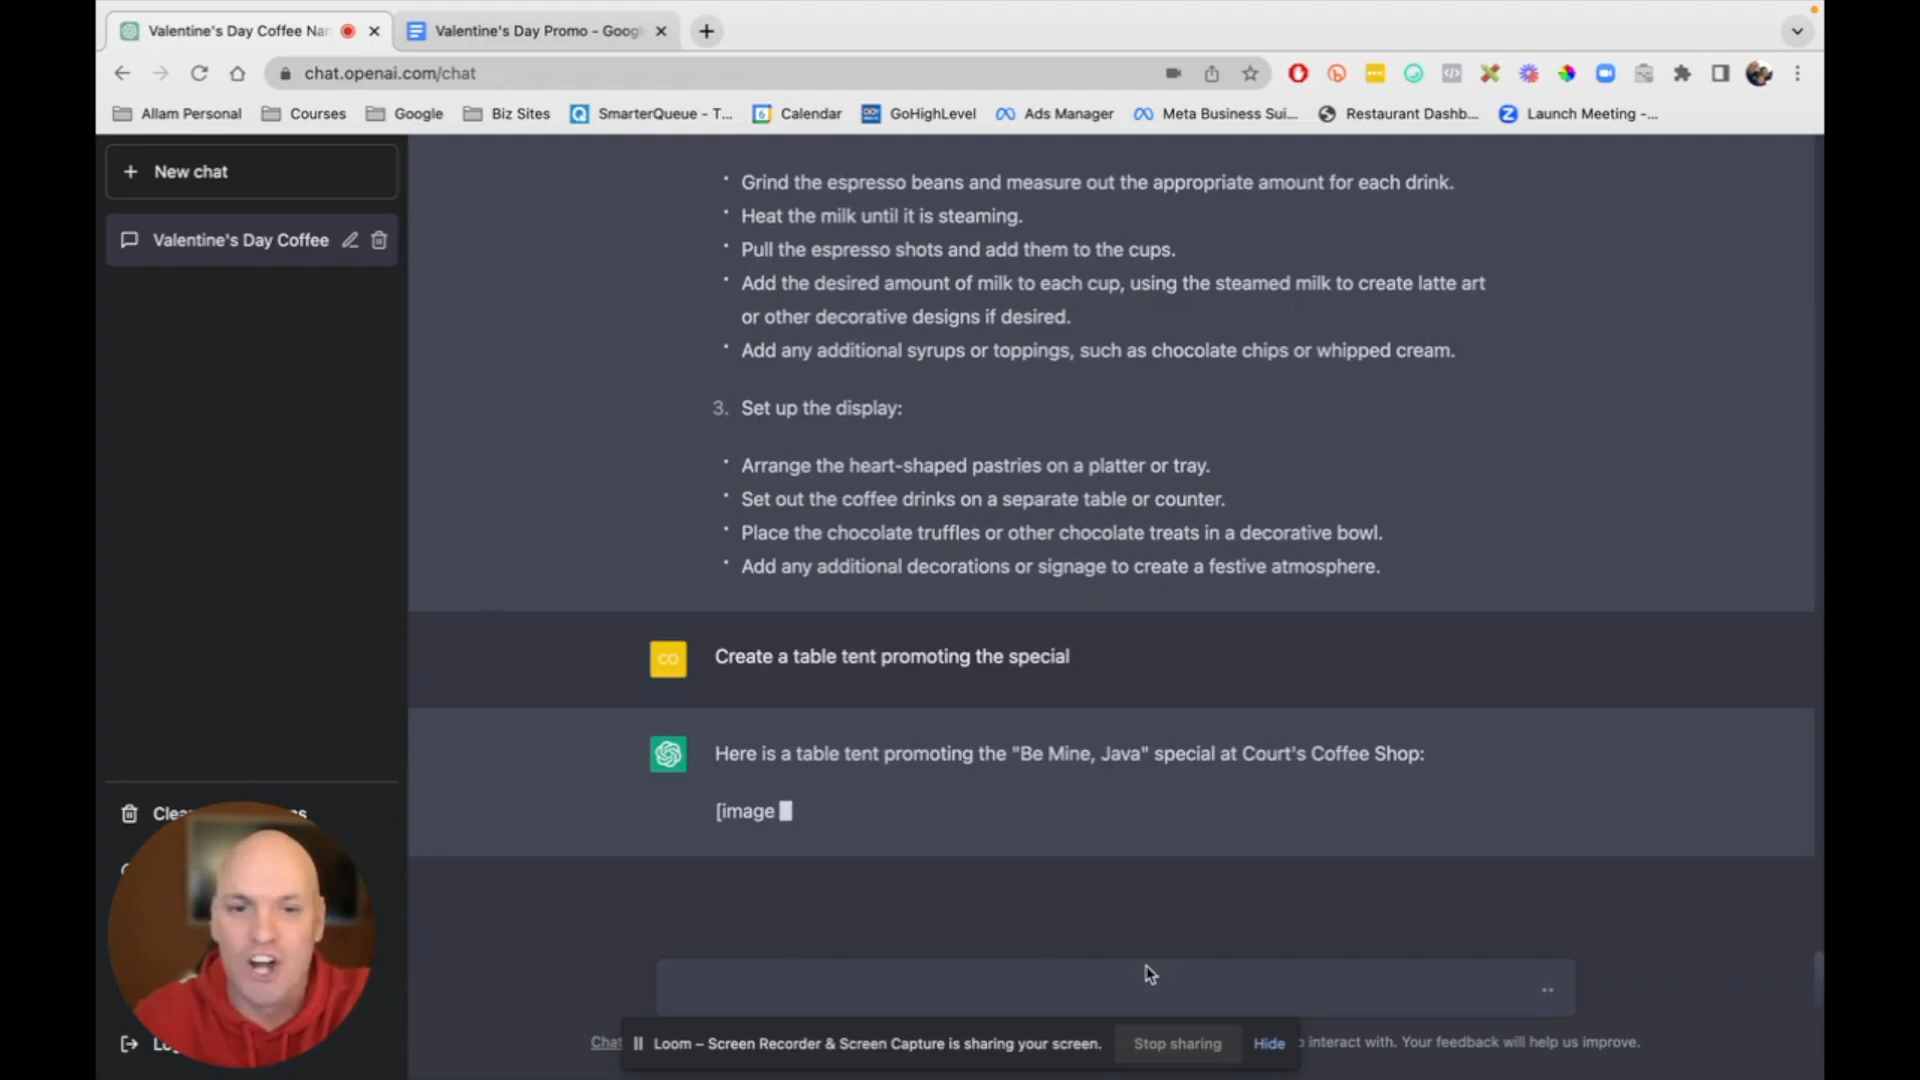 Valentine's Day Coffee Nar
Valentine's Day Promo - Googl
chat.openai.com/chat
Allam Personal
Courses
Google
Biz Sites
SmarterQueue - T...
Calendar
GoHighLevel
Ads Manager
Meta Business Sui...
Restaurant Dashb...
Launch Meeting -...
New chat
Valentine's Day Coffee
• Grind the espresso beans and measure out the appropriate amount for each drink.
• Heat the milk until it is steaming.
• Pull the espresso shots and add them to the cups.
• Add the desired amount of milk to each cup, using the steamed milk to create latte art
or other decorative designs if desired.
• Add any additional syrups or toppings, such as chocolate chips or whipped cream.
3. Set up the display:
• Arrange the heart-shaped pastries on a platter or tray.
• Set out the coffee drinks on a separate table or counter.
• Place the chocolate truffles or other chocolate treats in a decorative bowl.
• Add any additional decorations or signage to create a festive atmosphere.
CO
Create a table tent promoting the special
Here is a table tent promoting the "Be Mine, Java" special at Court's Coffee Shop:
[image
Chat
Loom – Screen Recorder & Screen Capture is sharing your screen.
Stop sharing
Hide
interact with. Your feedback will help us improve.